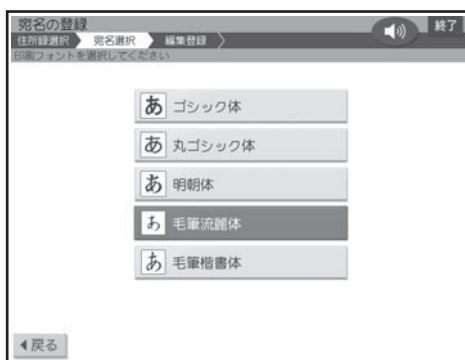 宛名の登録
終了
住所録選択 宛名選択 編集登録
印刷フォントを選択してください
あ ゴシック体
あ 丸ゴシック体
あ 明朝体
あ 毛筆流麗体
あ 毛筆楷書体
戻る